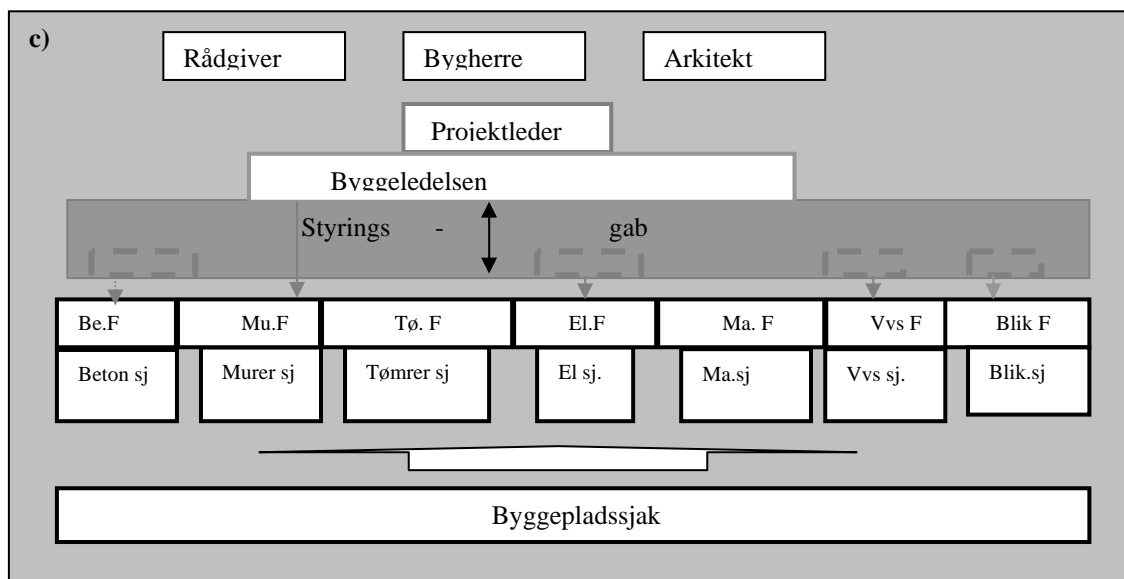 c)
Rådgiver Bygherre Arkitekt
Projektleder
Byggeledelsen
Styrings - gab
Be.F Mu.F Tø. F El.F Ma. F Vvs F Blik F
Beton sj Murer sj Tømrer sj El sj. Ma.sj Vvs sj. Blik.sj
Byggepladssjak